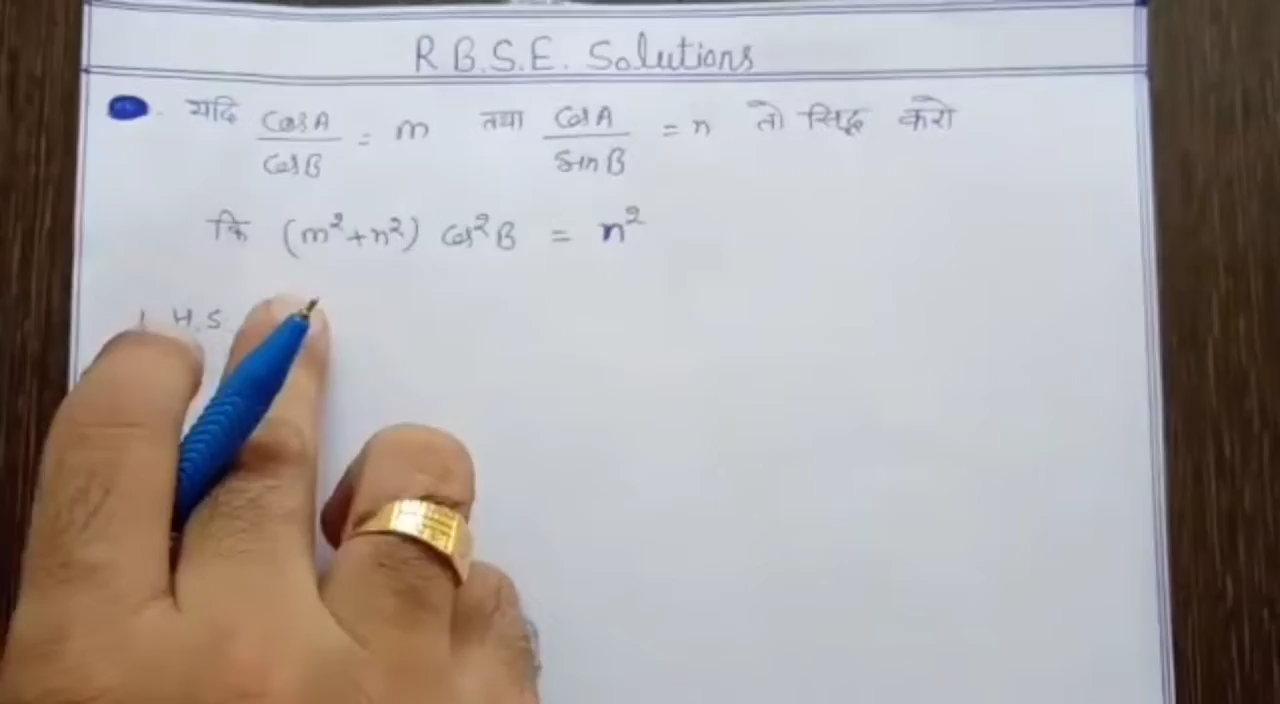 R B.S.E. Solutions
यदि CosA/CosB = m तथा CosA/SinB = n तो सिद्ध करो
कि (m²+n²) Cos²B = n²
L.H.S.